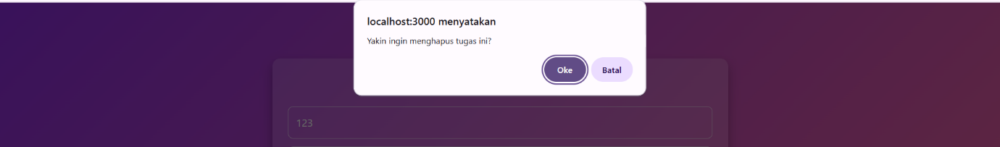 localhost:3000 menyatakan
Yakin ingin menghapus tugas ini?
Oke Batal
123